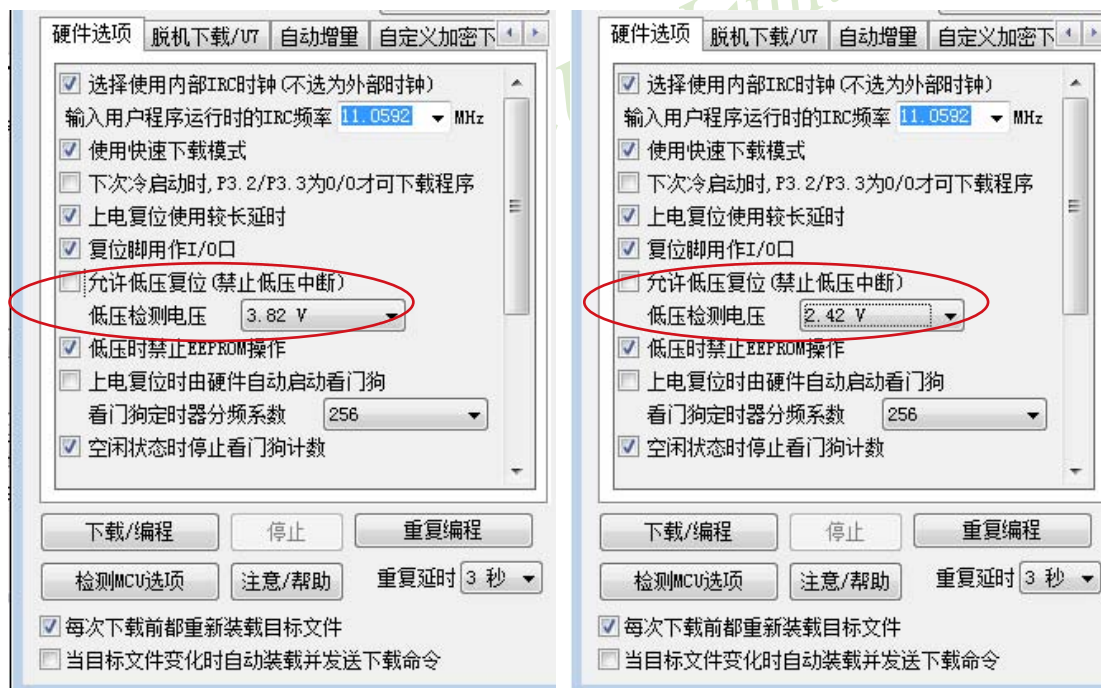 硬件选项 脱机下载/U7 自动增量 自定义加密下
选择使用内部IRC时钟(不选为外部时钟)
输入用户程序运行时的IRC频率 11.0592 MHz
使用快速下载模式
下次冷启动时,P3.2/P3.3为0/0才可下载程序
上电复位使用较长延时
复位脚用作I/O口
允许低压复位(禁止低压中断)
低压检测电压 3.82 V
低压时禁止EEPROM操作
上电复位时由硬件自动启动看门狗
看门狗定时器分频系数 256
空闲状态时停止看门狗计数
下载/编程 停止 重复编程
检测MCU选项 注意/帮助 重复延时 3 秒
每次下载前都重新装载目标文件
当目标文件变化时自动装载并发送下载命令
硬件选项 脱机下载/U7 自动增量 自定义加密下
选择使用内部IRC时钟(不选为外部时钟)
输入用户程序运行时的IRC频率 11.0592 MHz
使用快速下载模式
下次冷启动时,P3.2/P3.3为0/0才可下载程序
上电复位使用较长延时
复位脚用作I/O口
允许低压复位(禁止低压中断)
低压检测电压 2.42 V
低压时禁止EEPROM操作
上电复位时由硬件自动启动看门狗
看门狗定时器分频系数 256
空闲状态时停止看门狗计数
下载/编程 停止 重复编程
检测MCU选项 注意/帮助 重复延时 3 秒
每次下载前都重新装载目标文件
当目标文件变化时自动装载并发送下载命令